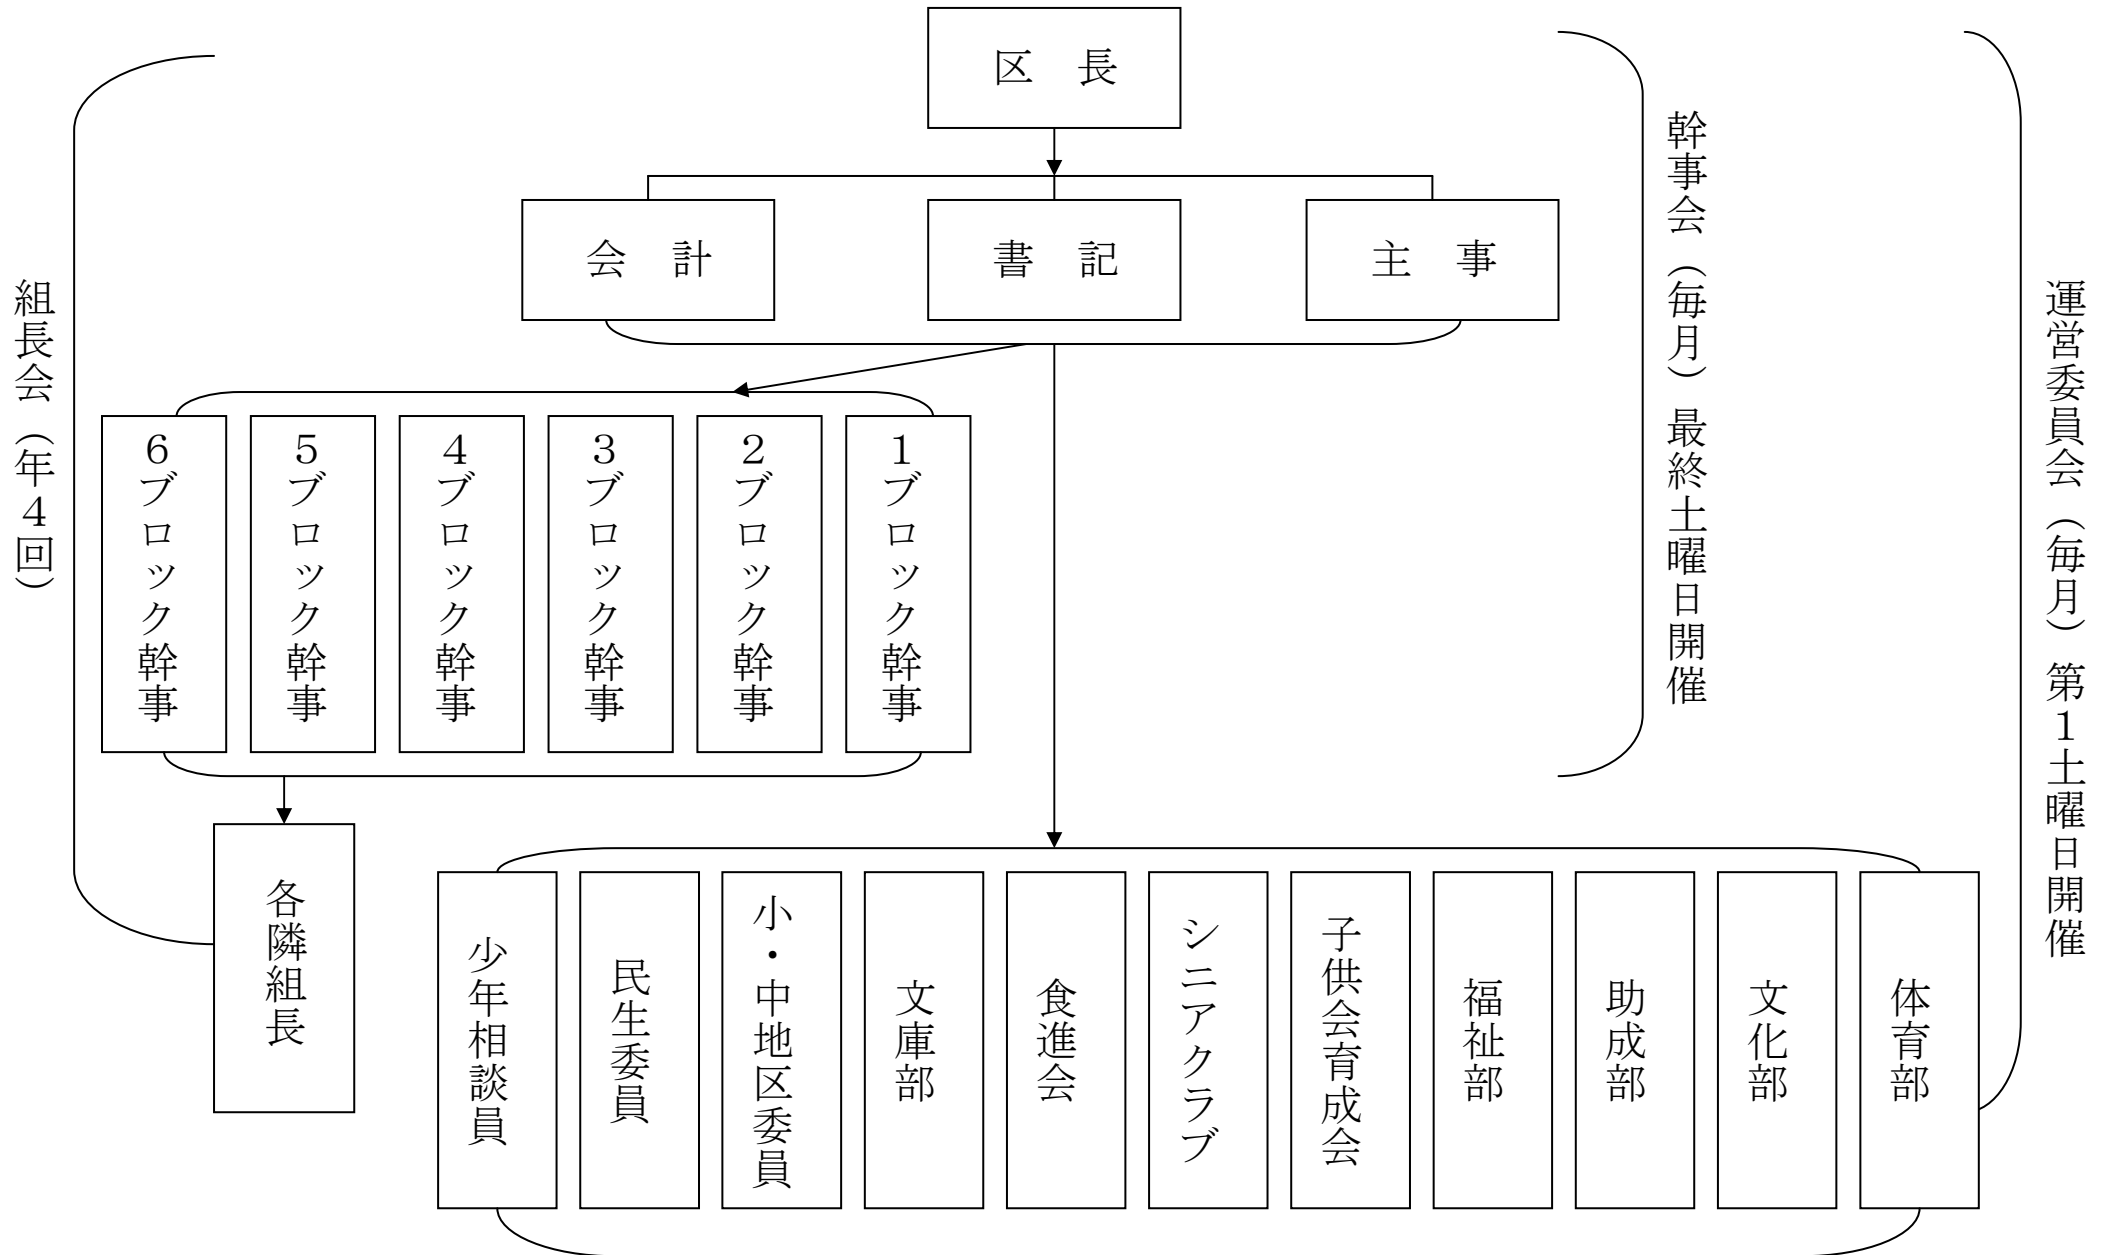 区　長
会　計
書　記
主　事
幹事会（毎月）最終土曜日開催
運営委員会（毎月）第１土曜日開催
組長会（年４回）
１ブロック幹事
２ブロック幹事
３ブロック幹事
４ブロック幹事
５ブロック幹事
６ブロック幹事
各隣組長
体育部
文化部
助成部
福祉部
子供会育成会
シニアクラブ
食進会
文庫部
小・中地区委員
民生委員
少年相談員